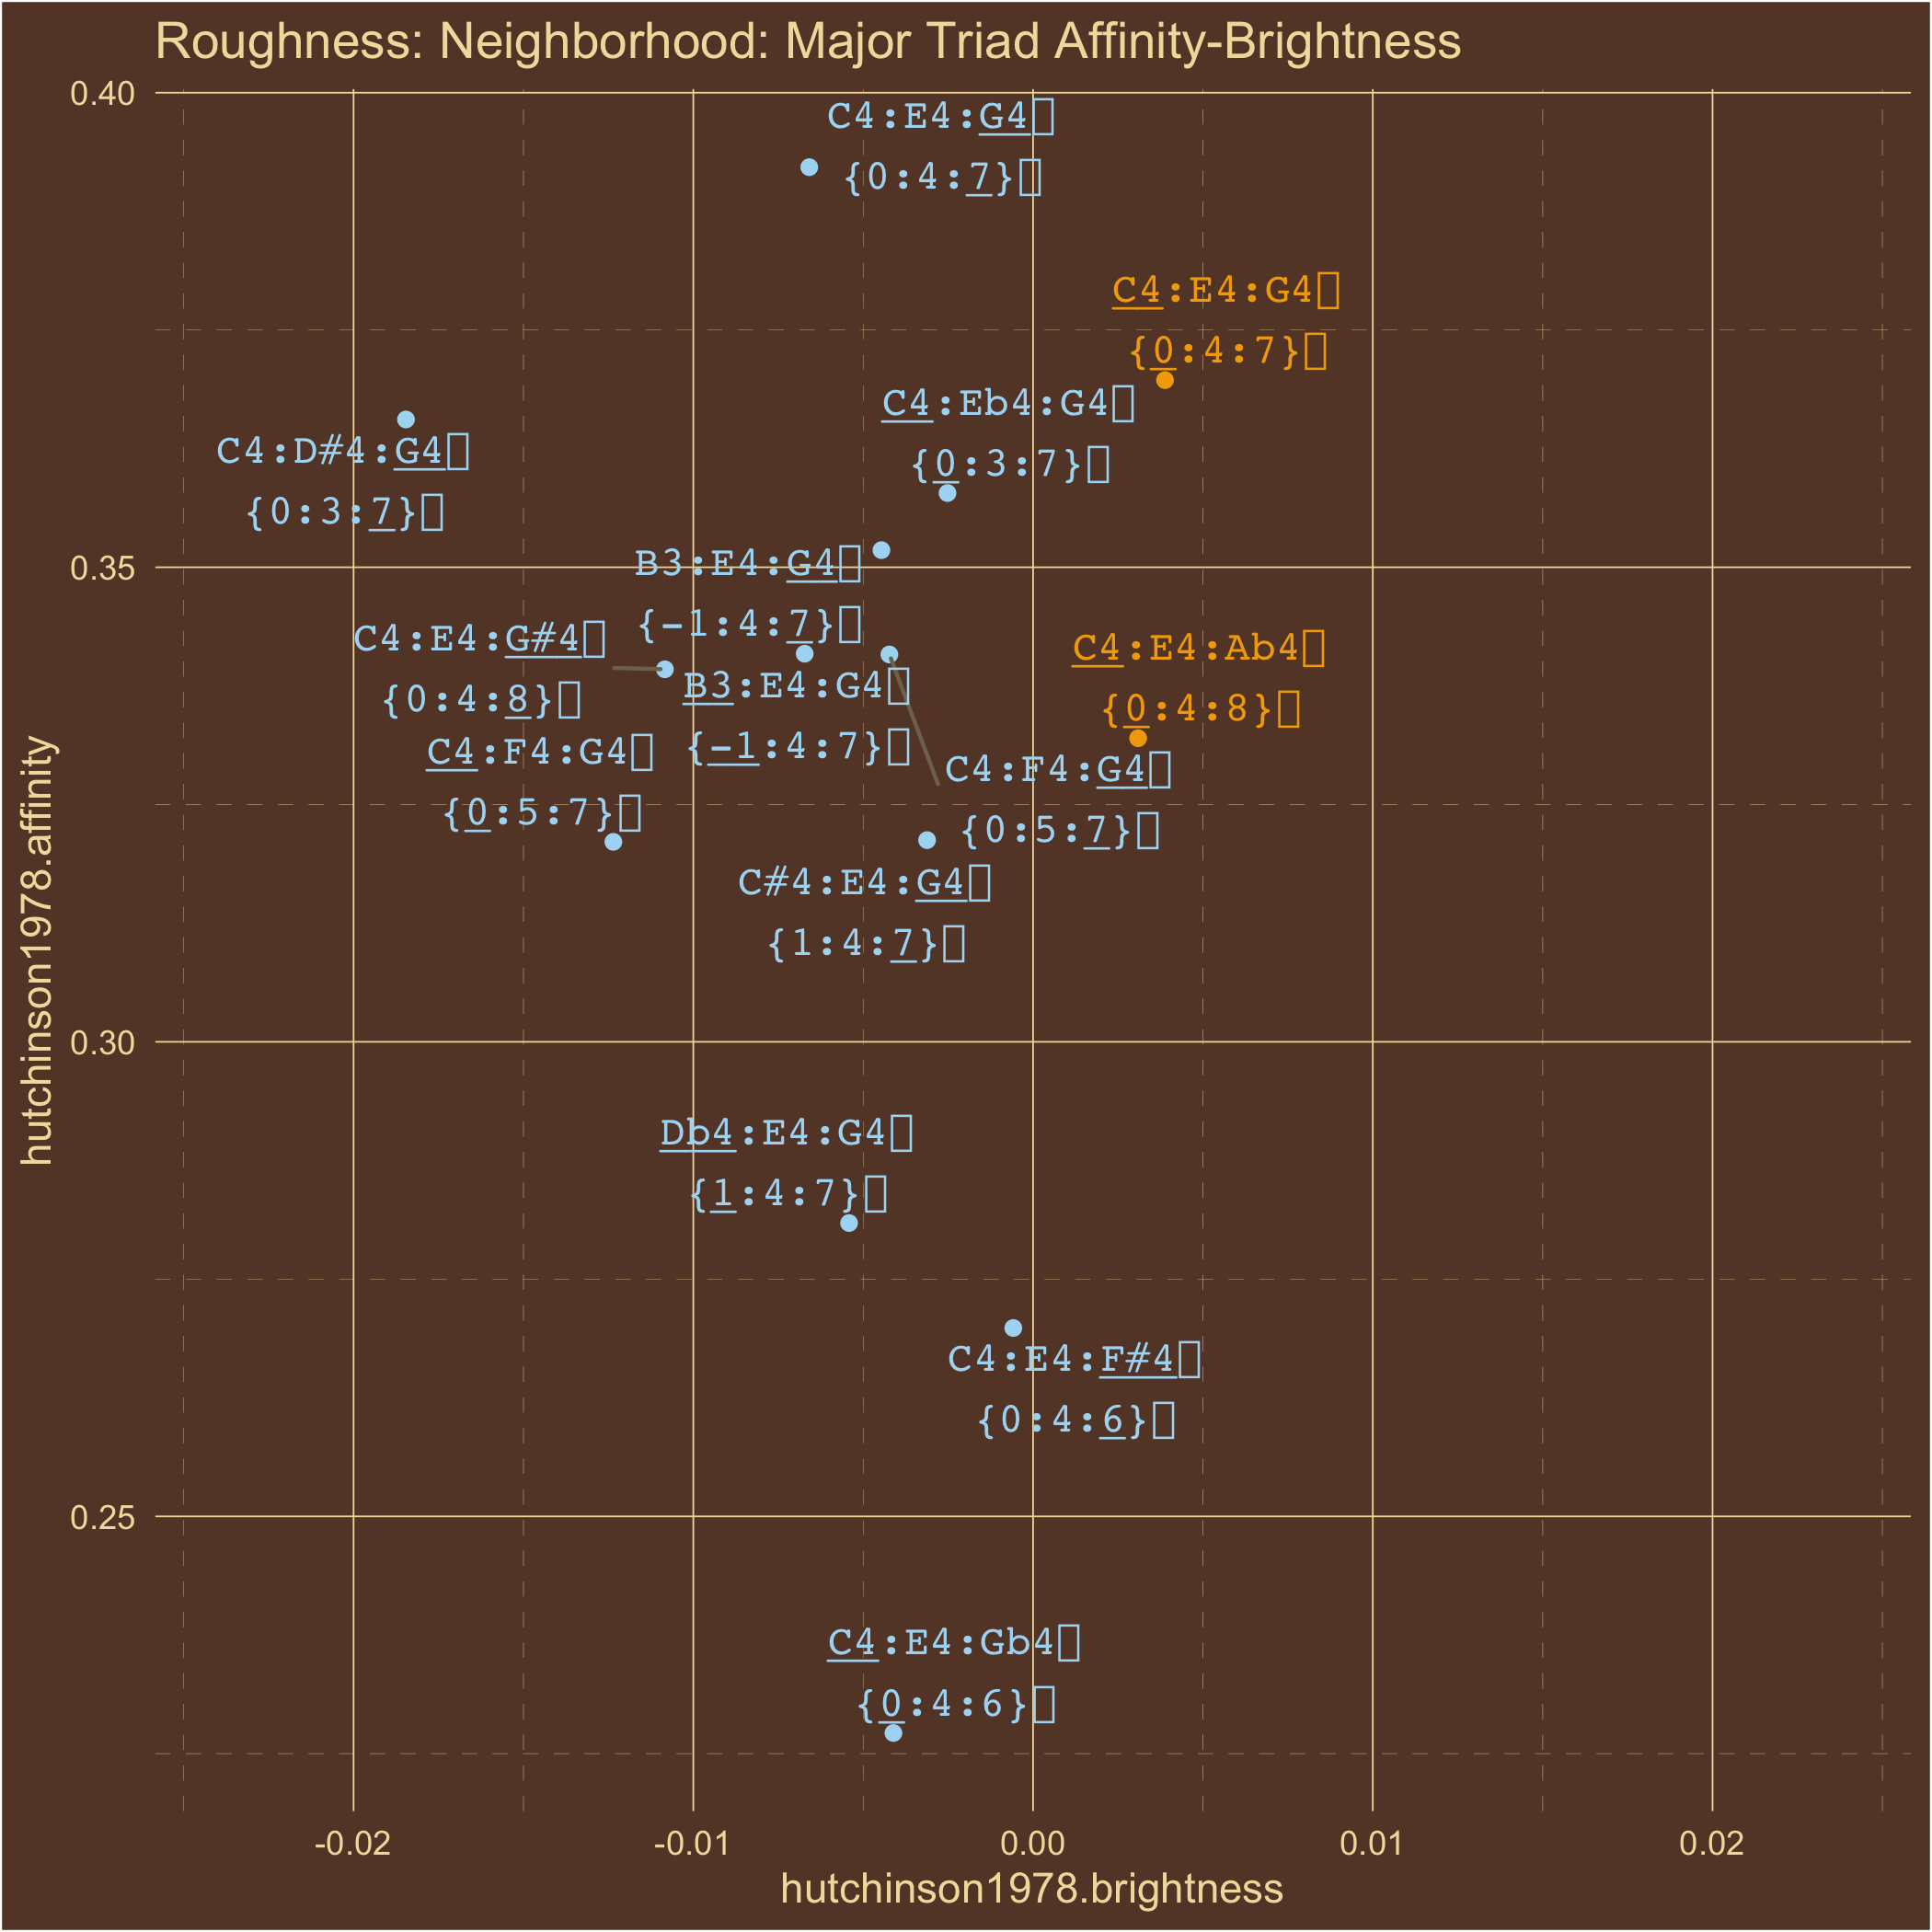 Roughness: Neighborhood: Major Triad Affinity-Brightness
0.40
C4:E4:G4
{0:4:7}
C4:E4:G4
{0:4:7}
C4:Eb4:G4
{0:3:7}
C4:D#4:G4
{0:3:7}
0.35
B3:E4:G4
{-1:4:7}
C4:E4:G#4
{0:4:8}
C4:E4:Ab4
{0:4:8}
B3:E4:G4
{-1:4:7}
C4:F4:G4
{0:5:7}
C4:F4:G4
{0:5:7}
C#4:E4:G4
{1:4:7}
0.30
Db4:E4:G4
{1:4:7}
C4:E4:F#4
{0:4:6}
0.25
C4:E4:Gb4
{0:4:6}
hutchinson1978.affinity
-0.02 -0.01 0.00 0.01 0.02
hutchinson1978.brightness